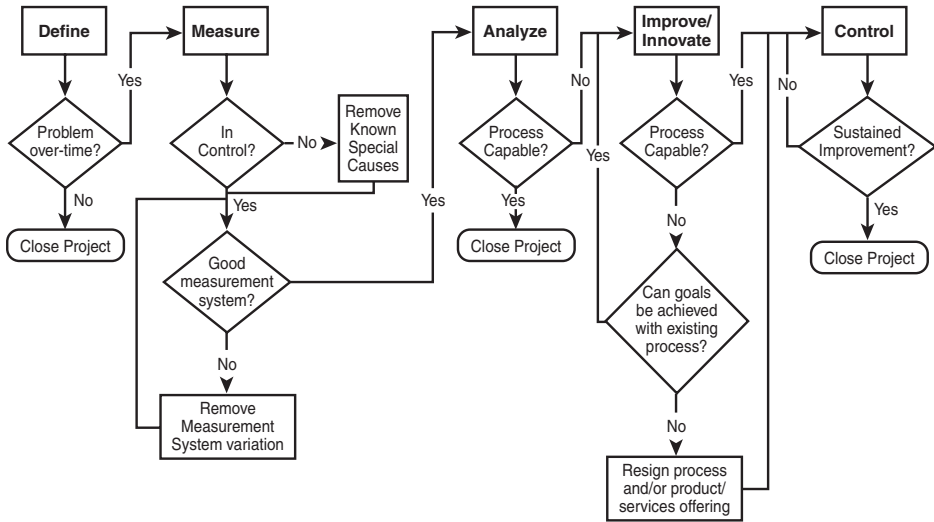 Define
Problem
over-time?
Yes
No
Close Project
Measure
In
Control?
No
Remove
Known
Special
Causes
Yes
Good
measurement
system?
Yes
No
Remove
Measurement
System variation
Analyze
Process
Capable?
No
Yes
Close Project
Improve/
Innovate
Process
Capable?
Yes
No
Can goals
be achieved
with existing
process?
Yes
No
Resign process
and/or product/
services offering
Control
Sustained
Improvement?
No
Yes
Close Project